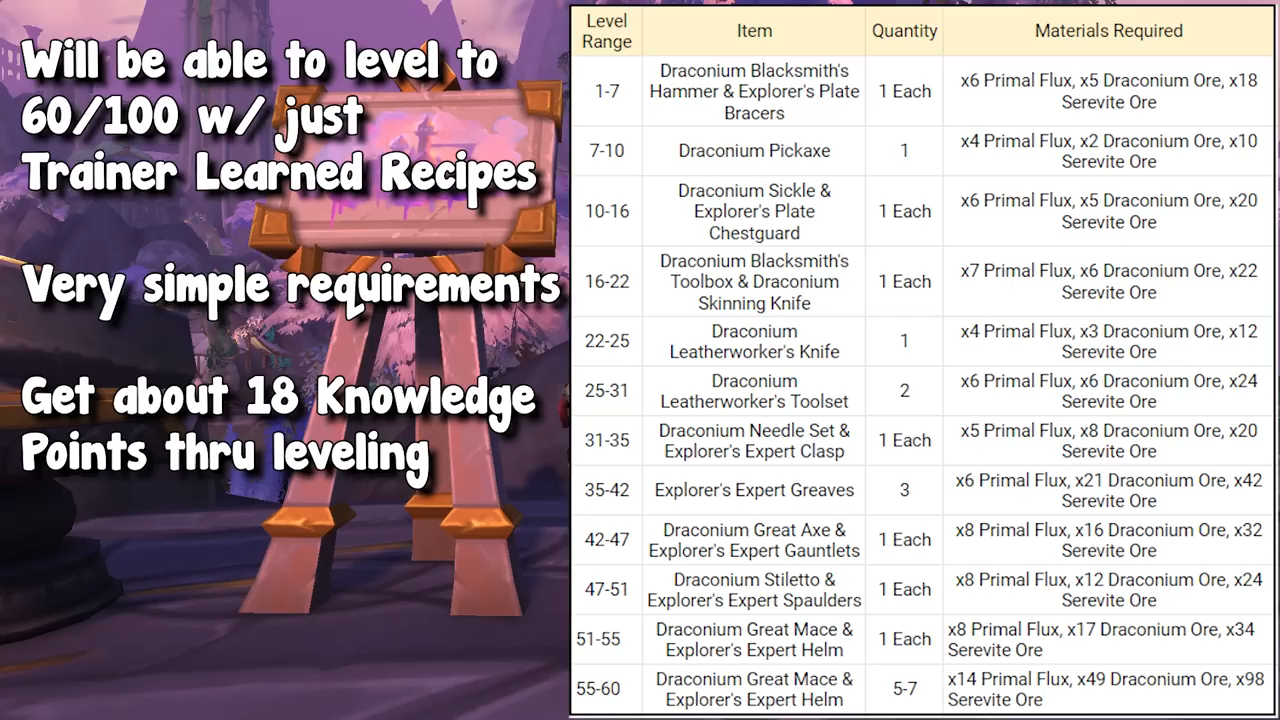 Will be able to level to
60/100 w/ just
Trainer Learned Recipes
Very simple requirements
Get about 18 Knowledge
Points thru leveling
Level Range | Item | Quantity | Materials Required
1-7 | Draconium Blacksmith's Hammer & Explorer's Plate Bracers | 1 Each | x6 Primal Flux, x5 Draconium Ore, x18 Serevite Ore
7-10 | Draconium Pickaxe | 1 | x4 Primal Flux, x2 Draconium Ore, x10 Serevite Ore
10-16 | Draconium Sickle & Explorer's Plate Chestguard | 1 Each | x6 Primal Flux, x5 Draconium Ore, x20 Serevite Ore
16-22 | Draconium Blacksmith's Toolbox & Draconium Skinning Knife | 1 Each | x7 Primal Flux, x6 Draconium Ore, x22 Serevite Ore
22-25 | Draconium Leatherworker's Knife | 1 | x4 Primal Flux, x3 Draconium Ore, x12 Serevite Ore
25-31 | Draconium Leatherworker's Toolset | 2 | x6 Primal Flux, x6 Draconium Ore, x24 Serevite Ore
31-35 | Draconium Needle Set & Explorer's Expert Clasp | 1 Each | x5 Primal Flux, x8 Draconium Ore, x20 Serevite Ore
35-42 | Explorer's Expert Greaves | 3 | x6 Primal Flux, x21 Draconium Ore, x42 Serevite Ore
42-47 | Draconium Great Axe & Explorer's Expert Gauntlets | 1 Each | x8 Primal Flux, x16 Draconium Ore, x32 Serevite Ore
47-51 | Draconium Stiletto & Explorer's Expert Spaulders | 1 Each | x8 Primal Flux, x12 Draconium Ore, x24 Serevite Ore
51-55 | Draconium Great Mace & Explorer's Expert Helm | 1 Each | x8 Primal Flux, x17 Draconium Ore, x34 Serevite Ore
55-60 | Draconium Great Mace & Explorer's Expert Helm | 5-7 | x14 Primal Flux, x49 Draconium Ore, x98 Serevite Ore